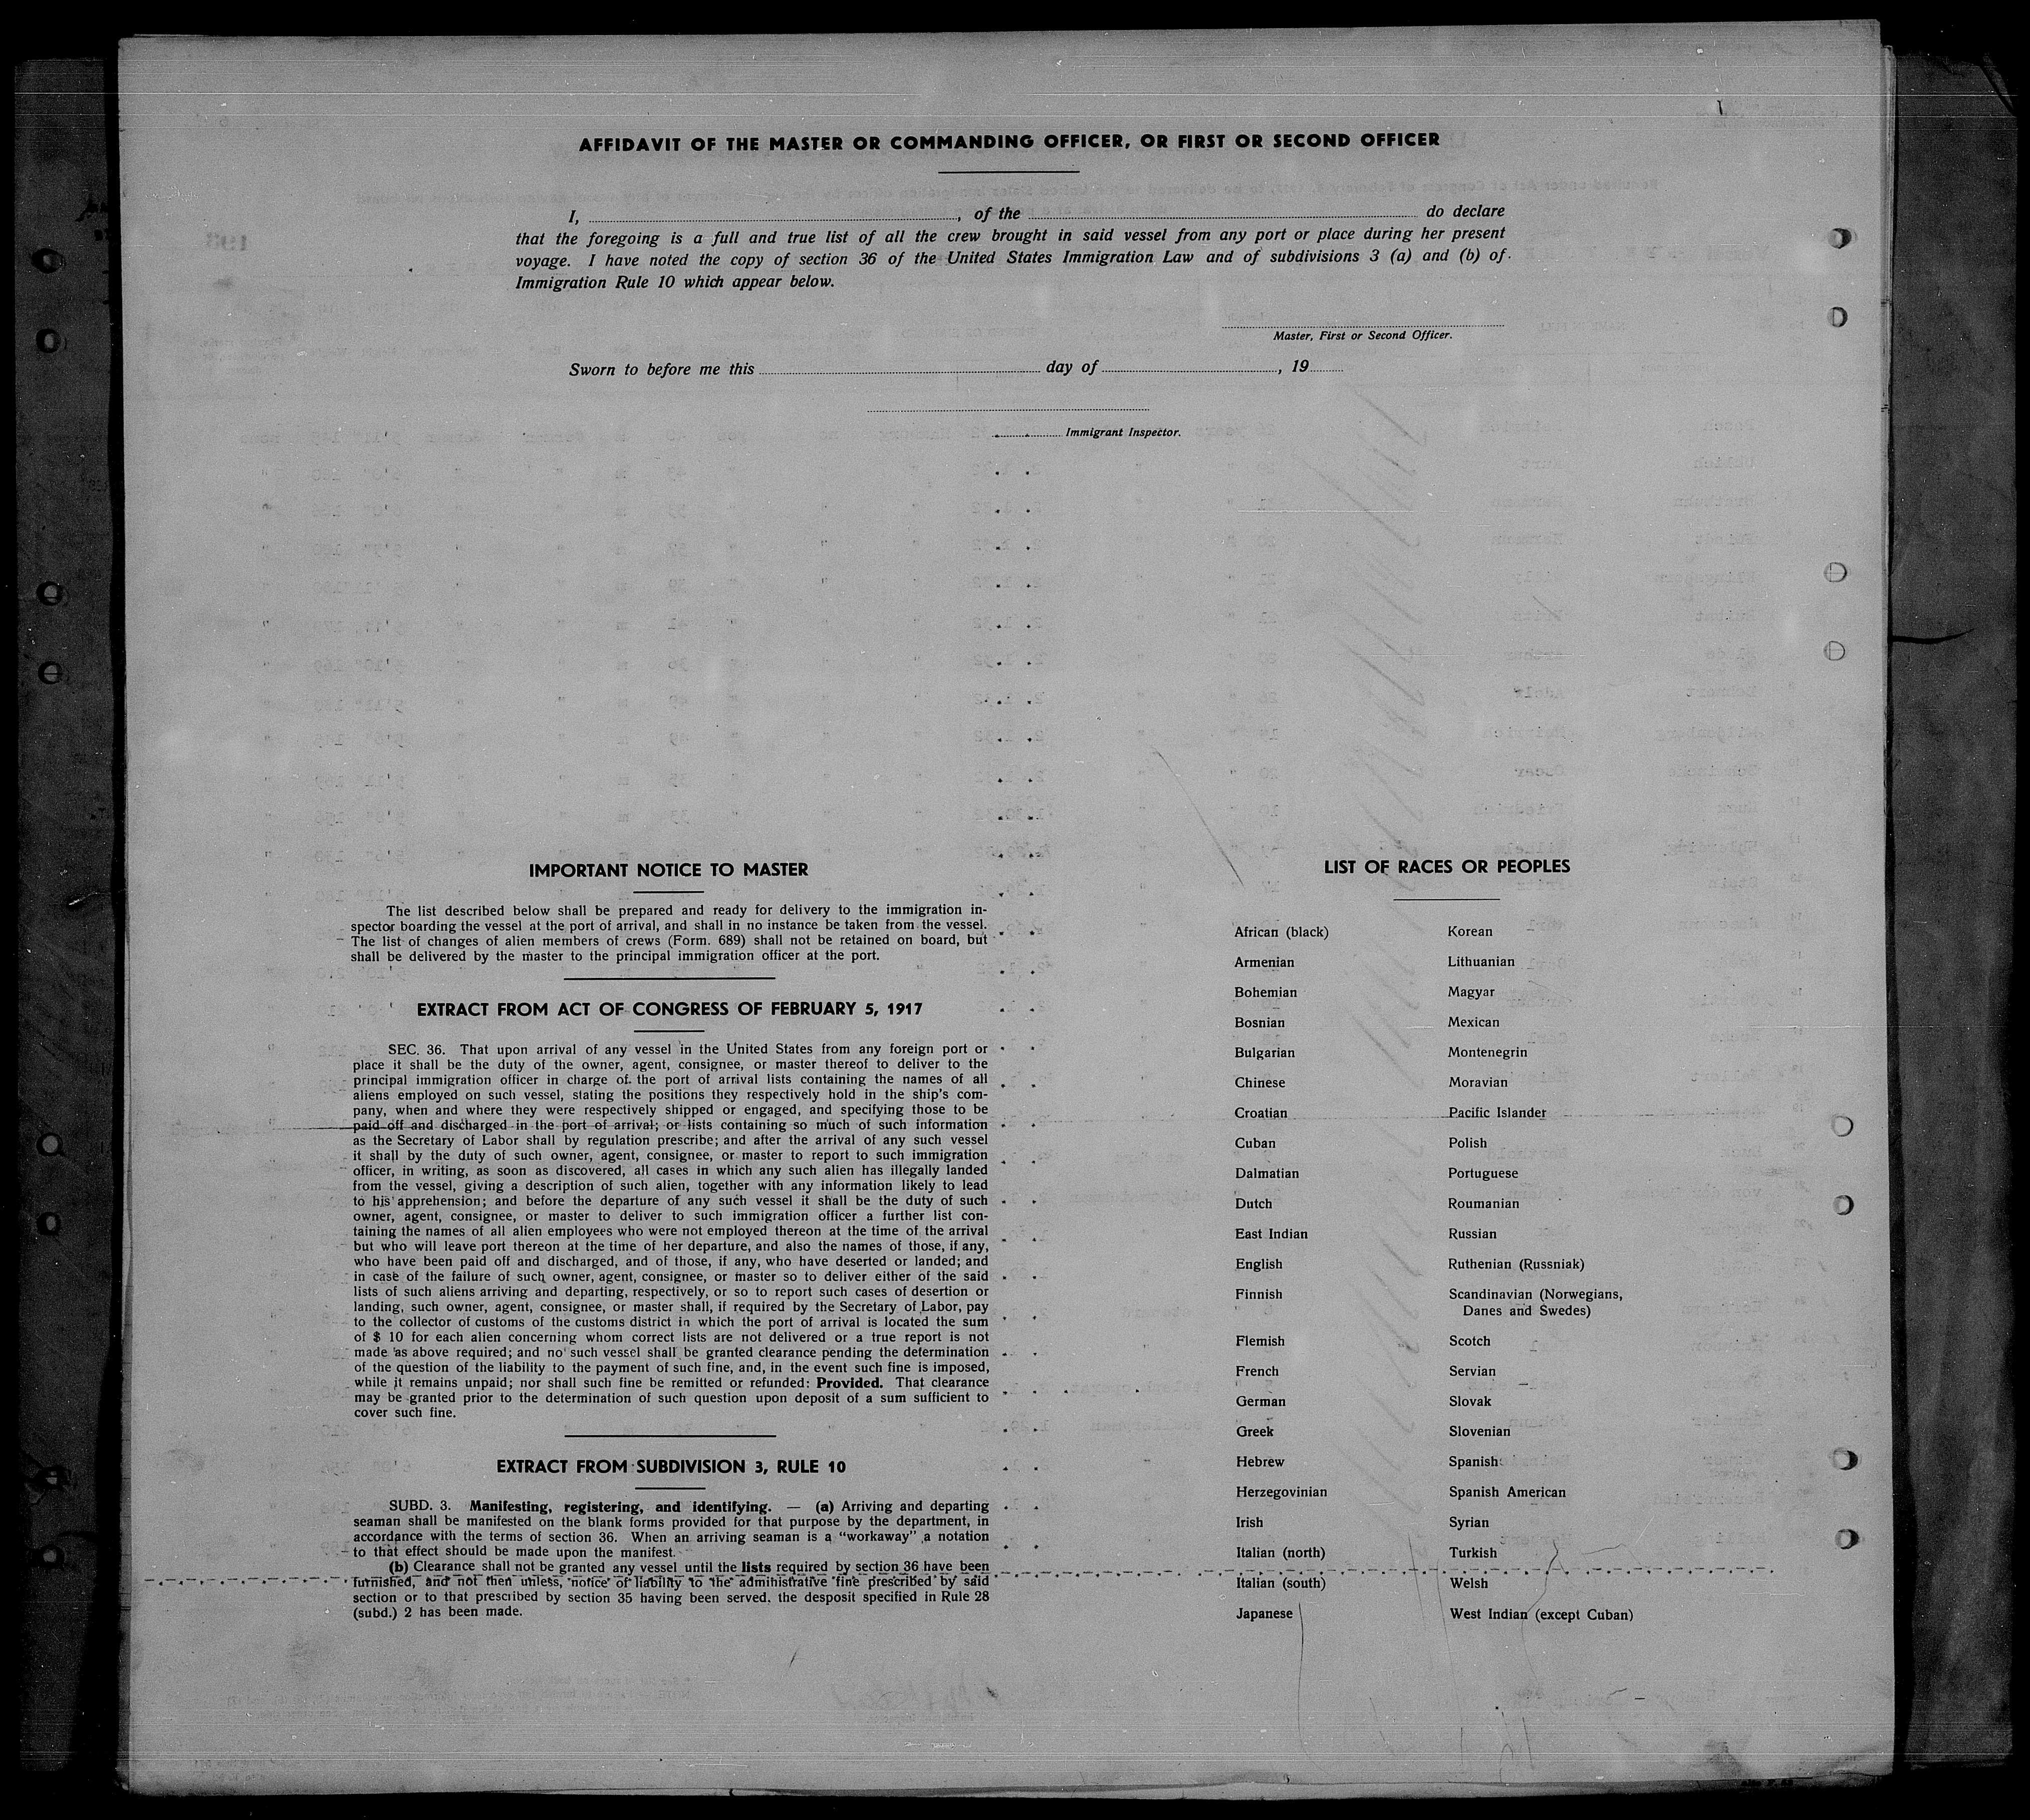 AFFIDAVIT OF THE MASTER OR COMMANDING OFFICER, OR FIRST OR SECOND OFFICER
I, , of the do declare
that the foregoing is a full and true list of all the crew brought in said vessel from any port or place during her present
voyage. I have noted the copy of section 36 of the United States Immigration Law and of subdivisions 3 (a) and (b) of
Immigration Rule 10 which appear below.
Master, First or Second Officer.
Sworn to before me this day of , 19
Immigrant Inspector.
IMPORTANT NOTICE TO MASTER
The list described below shall be prepared and ready for delivery to the immigration in-
spector boarding the vessel at the port of arrival, and shall in no instance be taken from the vessel.
The list of changes of alien members of crews (Form. 689) shall not be retained on board, but
shall be delivered by the master to the principal immigration officer at the port.
EXTRACT FROM ACT OF CONGRESS OF FEBRUARY 5, 1917
SEC. 36. That upon arrival of any vessel in the United States from any foreign port or
place it shall be the duty of the owner, agent, consignee, or master thereof to deliver to the
principal immigration officer in charge of the port of arrival lists containing the names of all
aliens employed on such vessel, stating the positions they respectively hold in the ship's com-
pany, when and where they were respectively shipped or engaged, and specifying those to be
paid off and discharged in the port of arrival; or lists containing so much of such information
as the Secretary of Labor shall by regulation prescribe; and after the arrival of any such vessel
it shall by the duty of such owner, agent, consignee, or master to report to such immigration
officer, in writing, as soon as discovered, all cases in which any such alien has illegally landed
from the vessel, giving a description of such alien, together with any information likely to lead
to his apprehension; and before the departure of any such vessel it shall be the duty of such
owner, agent, consignee, or master to deliver to such immigration officer a further list con-
taining the names of all alien employees who were not employed thereon at the time of the arrival
but who will leave port thereon at the time of her departure, and also the names of those, if any,
who have been paid off and discharged, and of those, if any, who have deserted or landed; and
in case of the failure of such owner, agent, consignee, or master so to deliver either of the said
lists of such aliens arriving and departing, respectively, or so to report such cases of desertion or
landing, such owner, agent, consignee, or master shall, if required by the Secretary of Labor, pay
to the collector of customs of the customs district in which the port of arrival is located the sum
of $ 10 for each alien concerning whom correct lists are not delivered or a true report is not
made as above required; and no such vessel shall be granted clearance pending the determination
of the question of the liability to the payment of such fine, and, in the event such fine is imposed,
while it remains unpaid; nor shall such fine be remitted or refunded: Provided. That clearance
may be granted prior to the determination of such question upon deposit of a sum sufficient to
cover such fine.
EXTRACT FROM SUBDIVISION 3, RULE 10
SUBD. 3. Manifesting, registering, and identifying. — (a) Arriving and departing
seaman shall be manifested on the blank forms provided for that purpose by the department, in
accordance with the terms of section 36. When an arriving seaman is a "workaway" a notation
to that effect should be made upon the manifest.
(b) Clearance shall not be granted any vessel until the lists required by section 36 have been
furnished, and not then unless, notice of liability to the administrative fine prescribed by said
section or to that prescribed by section 35 having been served, the desposit specified in Rule 28
(subd.) 2 has been made.
LIST OF RACES OR PEOPLES
African (black) Korean
Armenian Lithuanian
Bohemian Magyar
Bosnian Mexican
Bulgarian Montenegrin
Chinese Moravian
Croatian Pacific Islander
Cuban Polish
Dalmatian Portuguese
Dutch Roumanian
East Indian Russian
English Ruthenian (Russniak)
Finnish Scandinavian (Norwegians,
Danes and Swedes)
Flemish Scotch
French Servian
German Slovak
Greek Slovenian
Hebrew Spanish
Herzegovinian Spanish American
Irish Syrian
Italian (north) Turkish
Italian (south) Welsh
Japanese West Indian (except Cuban)